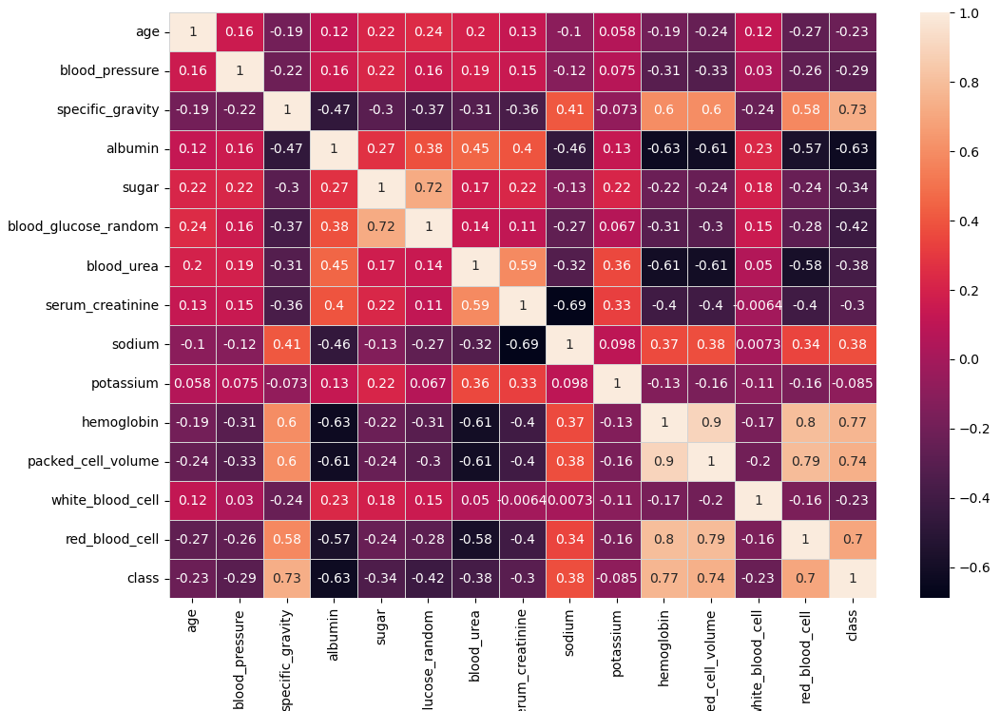 age 1 0.16 -0.19 0.12 0.22 0.24 0.2 0.13 -0.1 0.058 -0.19 -0.24 0.12 -0.27 -0.23
blood_pressure 0.16 1 -0.22 0.16 0.22 0.16 0.19 0.15 -0.12 0.075 -0.31 -0.33 0.03 -0.26 -0.29
specific_gravity -0.19 -0.22 1 -0.47 -0.3 -0.37 -0.31 -0.36 0.41 -0.073 0.6 0.6 -0.24 0.58 0.73
albumin 0.12 0.16 -0.47 1 0.27 0.38 0.45 0.4 -0.46 0.13 -0.63 -0.61 0.23 -0.57 -0.63
sugar 0.22 0.22 -0.3 0.27 1 0.72 0.17 0.22 -0.13 0.22 -0.22 -0.24 0.18 -0.24 -0.34
blood_glucose_random 0.24 0.16 -0.37 0.38 0.72 1 0.14 0.11 -0.27 0.067 -0.31 -0.3 0.15 -0.28 -0.42
blood_urea 0.2 0.19 -0.31 0.45 0.17 0.14 1 0.59 -0.32 0.36 -0.61 -0.61 0.05 -0.58 -0.38
serum_creatinine 0.13 0.15 -0.36 0.4 0.22 0.11 0.59 1 -0.69 0.33 -0.4 -0.4 -0.0064 -0.4 -0.3
sodium -0.1 -0.12 0.41 -0.46 -0.13 -0.27 -0.32 -0.69 1 0.098 0.37 0.38 0.0073 0.34 0.38
potassium 0.058 0.075 -0.073 0.13 0.22 0.067 0.36 0.33 0.098 1 -0.13 -0.16 -0.11 -0.16 -0.085
hemoglobin -0.19 -0.31 0.6 -0.63 -0.22 -0.31 -0.61 -0.4 0.37 -0.13 1 0.9 -0.17 0.8 0.77
packed_cell_volume -0.24 -0.33 0.6 -0.61 -0.24 -0.3 -0.61 -0.4 0.38 -0.16 0.9 1 -0.2 0.79 0.74
white_blood_cell 0.12 0.03 -0.24 0.23 0.18 0.15 0.05 -0.0064 0.0073 -0.11 -0.17 -0.2 1 -0.16 -0.23
red_blood_cell -0.27 -0.26 0.58 -0.57 -0.24 -0.28 -0.58 -0.4 0.34 -0.16 0.8 0.79 -0.16 1 0.7
class -0.23 -0.29 0.73 -0.63 -0.34 -0.42 -0.38 -0.3 0.38 -0.085 0.77 0.74 -0.23 0.7 1
age
blood_pressure
specific_gravity
albumin
sugar
lucose_random
blood_urea
erum_creatinine
sodium
potassium
hemoglobin
ed_cell_volume
hite_blood_cell
red_blood_cell
class
1.0
0.8
0.6
0.4
0.2
0.0
−0.2
−0.4
−0.6